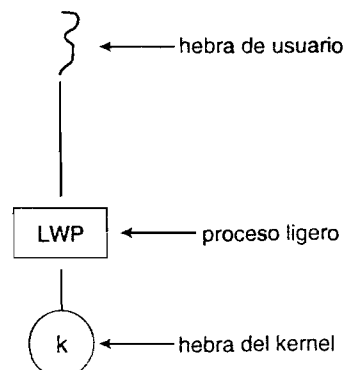 hebra de usuario
LWP
proceso ligero
k
hebra del kernel